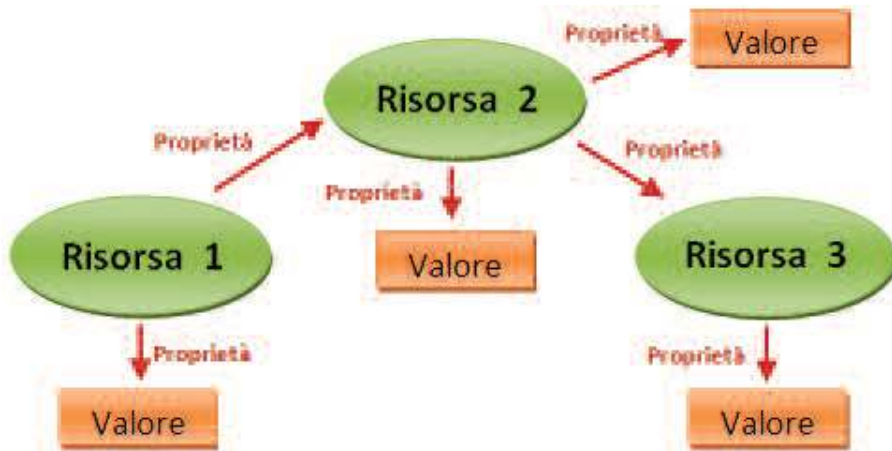 Proprietà
Valore
Risorsa 2
Proprietà
Proprietà
Proprietà
Risorsa 1
Valore
Risorsa 3
Proprietà
Proprietà
Valore
Valore